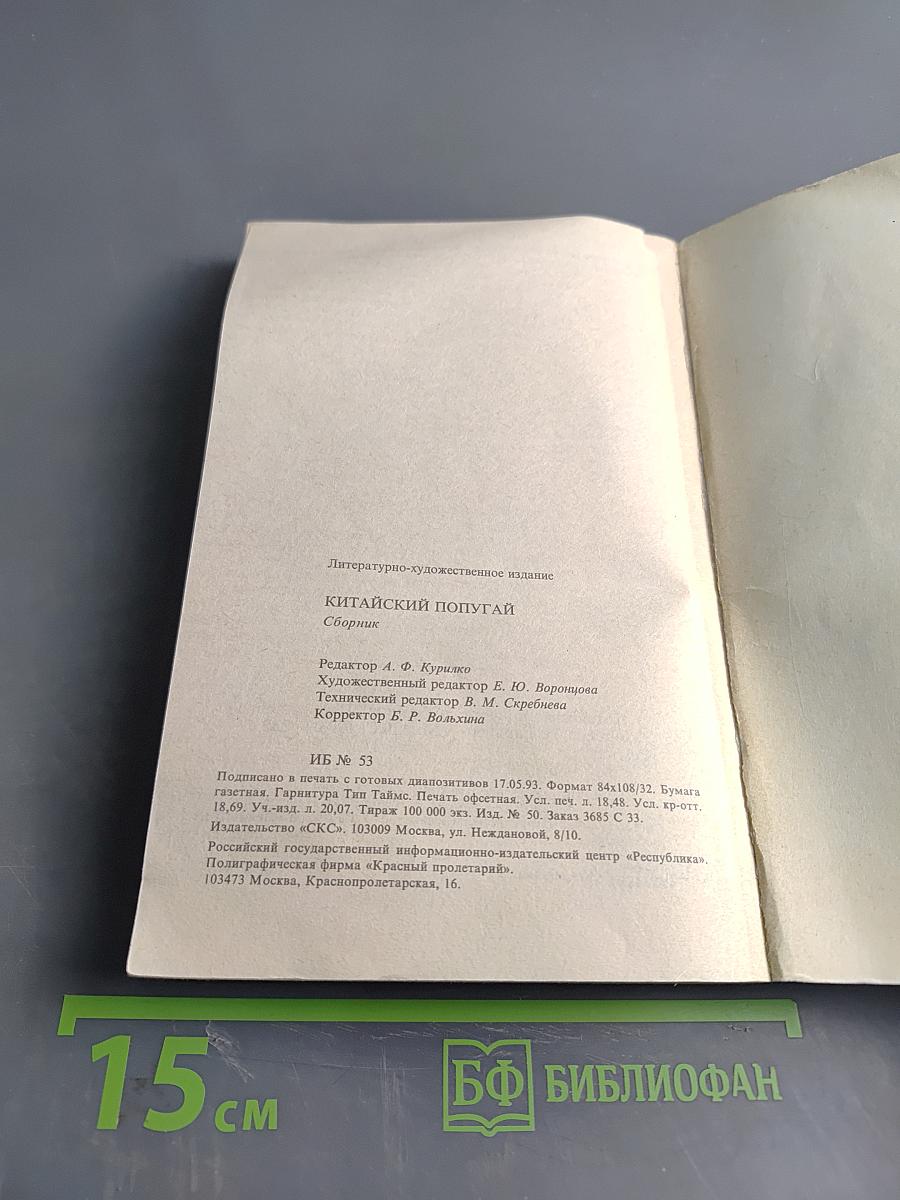 Литературно-художественное издание
КИТАЙСКИЙ ПОПУГАЙ
Сборник
Редактор А. Ф. Курилко
Художественный редактор Е. Ю. Воронцова
Технический редактор В. М. Скребнева
Корректор Б. Р. Вольхина
ИБ № 53
Подписано в печать с готовых диапозитивов 17.05.93. Формат 84x108/32. Бумага
газетная. Гарнитура Тип Таймс. Печать офсетная. Усл. печ. л. 18,48. Усл. кр-отт.
18,69. Уч.-изд. л. 20,07. Тираж 100 000 экз. Изд. № 50. Заказ 3685 С 33.
Издательство «СКС». 103009 Москва, ул. Неждановой, 8/10.
Российский государственный информационно-издательский центр «Республика».
Полиграфическая фирма «Красный пролетарий».
103473 Москва, Краснопролетарская, 16.
15 см
БФ БИБЛИОФАН